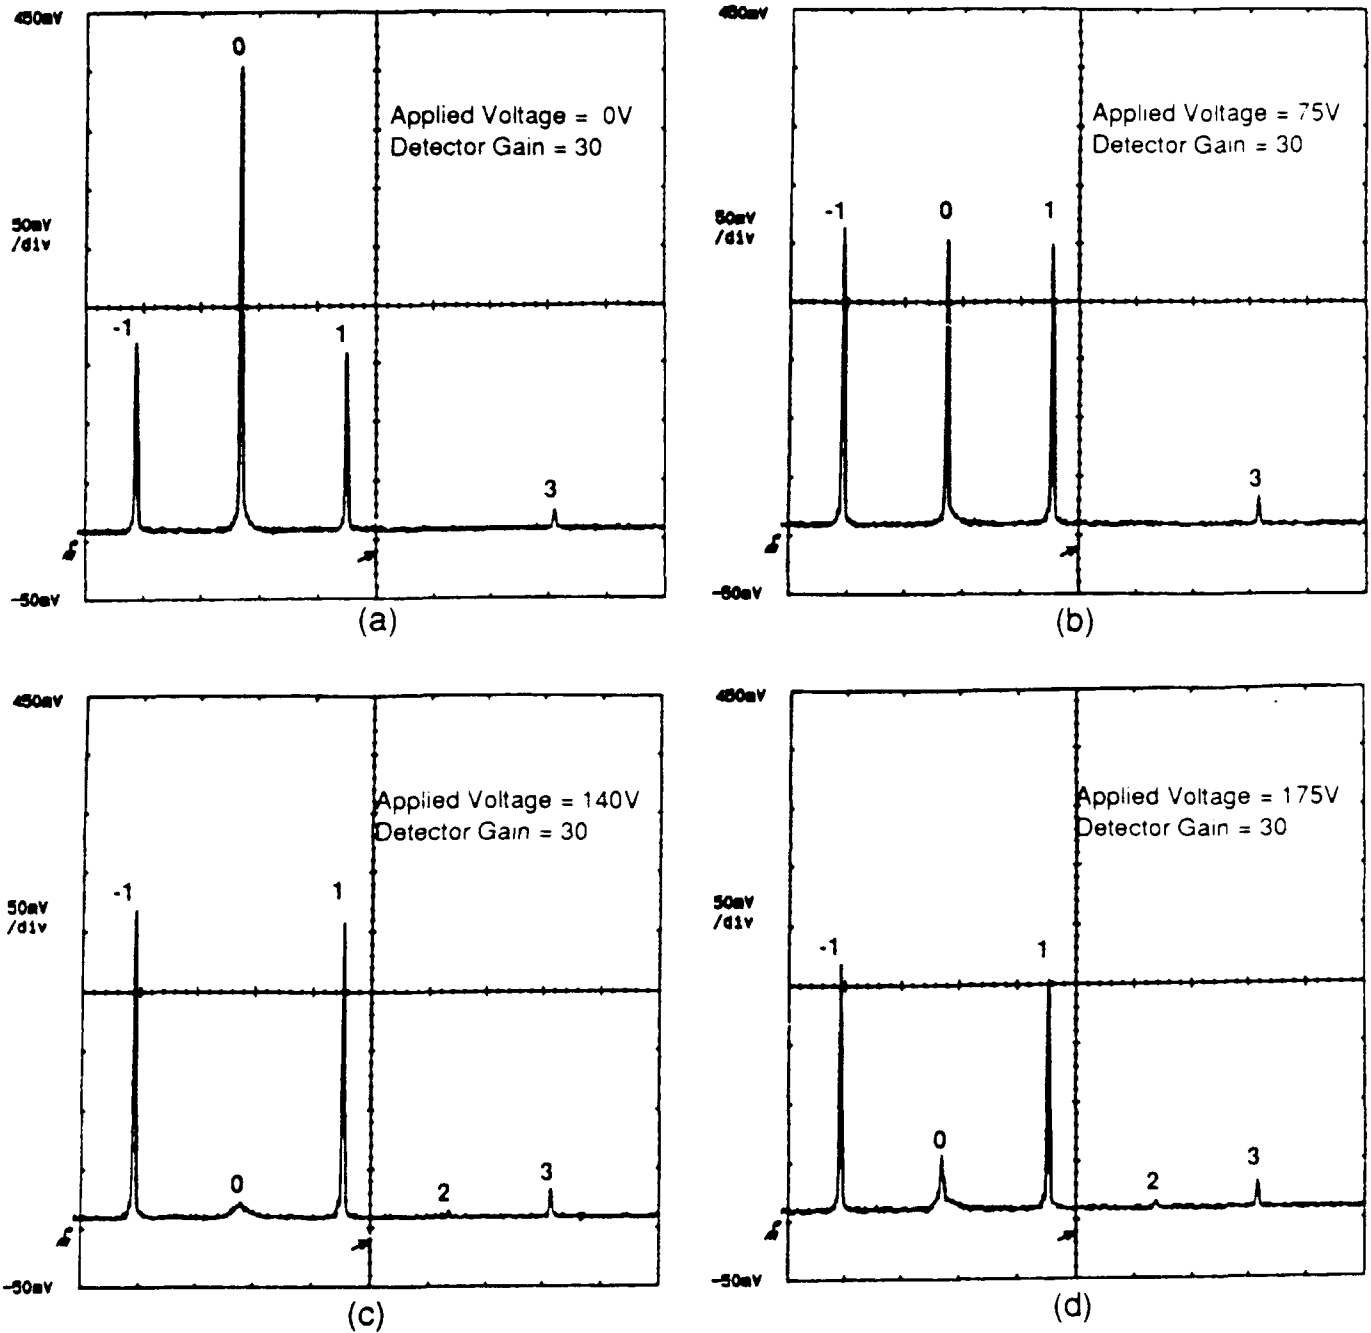 450mV
0
Applied Voltage = 0V
Detector Gain = 30
50mV
/div
-1
1
3
-50mV
(a)
450mV
Applied Voltage = 75V
Detector Gain = 30
50mV
/div
-1
0
1
3
-50mV
(b)
450mV
Applied Voltage = 140V
Detector Gain = 30
50mV
/div
-1
1
0
2
3
-50mV
(c)
450mV
Applied Voltage = 175V
Detector Gain = 30
50mV
/div
-1
1
0
2
3
-50mV
(d)